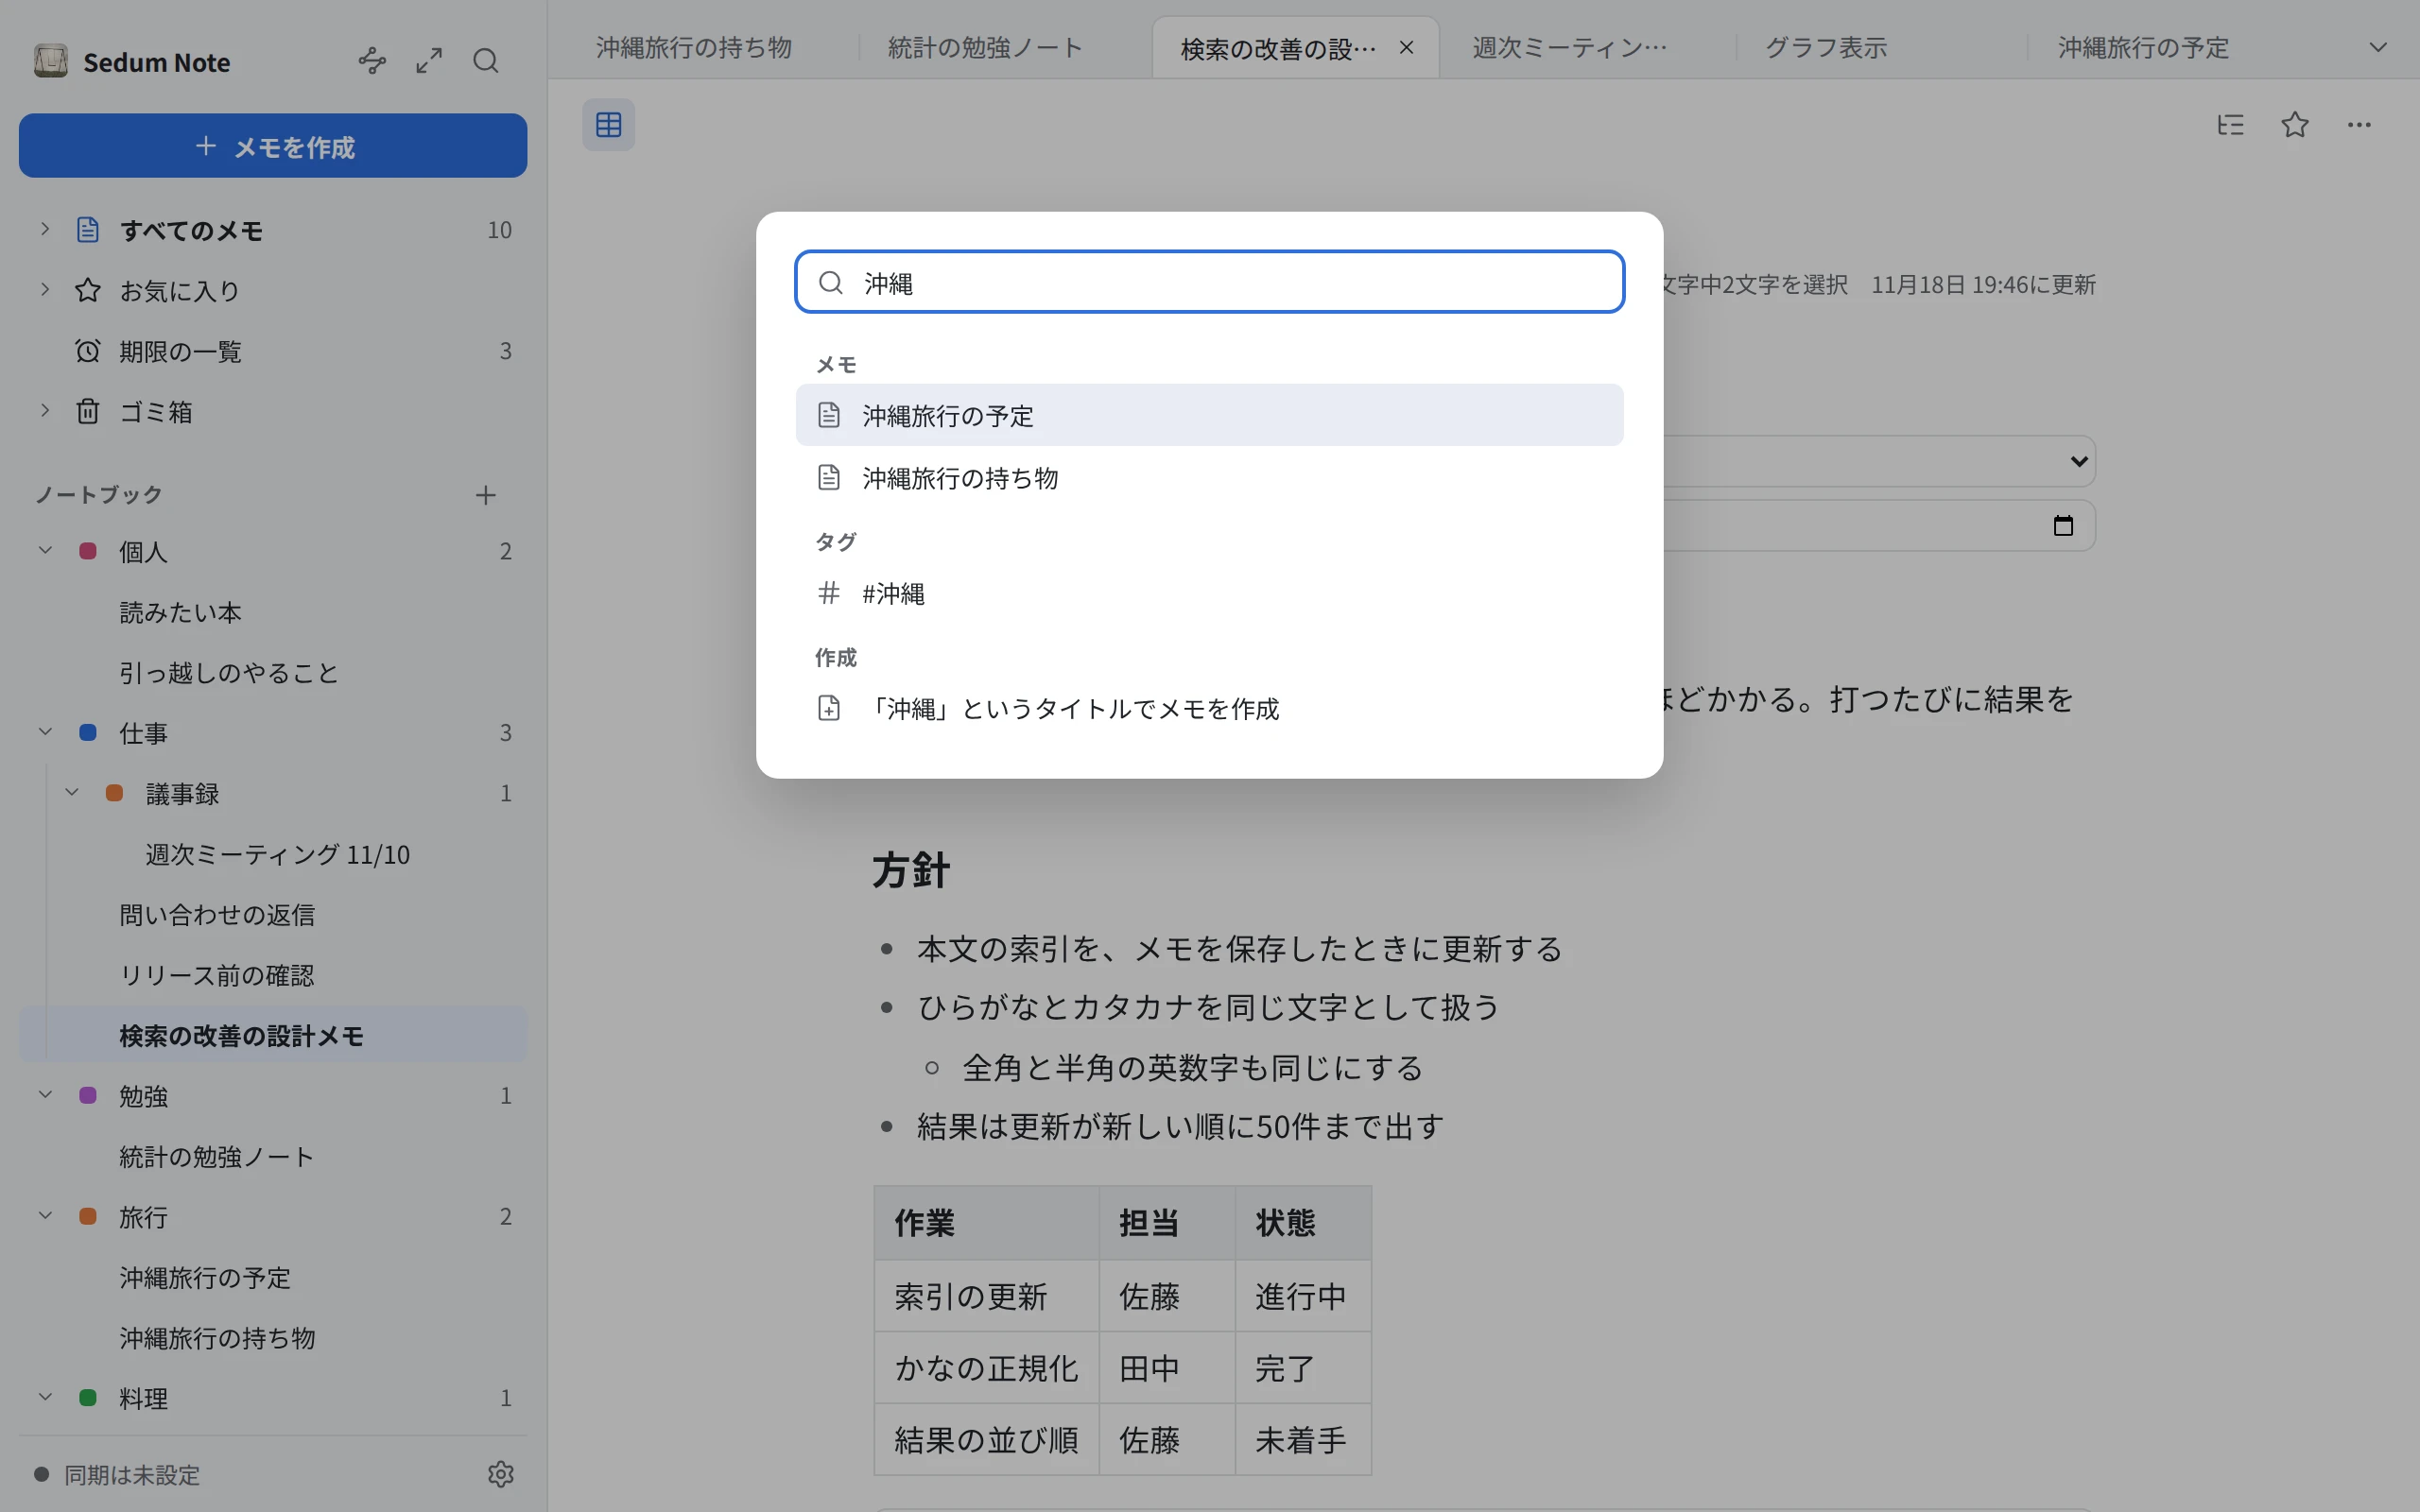 Sedum Note
メモを作成
すべてのメモ 10
お気に入り
期限の一覧 3
ゴミ箱
ノートブック
個人 2
読みたい本
引っ越しのやること
仕事 3
議事録 1
週次ミーティング 11/10
問い合わせの返信
リリース前の確認
検索の改善の設計メモ
勉強 1
統計の勉強ノート
旅行 2
沖縄旅行の予定
沖縄旅行の持ち物
料理 1
同期は未設定
沖縄旅行の持ち物
統計の勉強ノート
検索の改善の設…
週次ミーティン…
グラフ表示
沖縄旅行の予定
沖縄
メモ
沖縄旅行の予定
沖縄旅行の持ち物
タグ
#沖縄
作成
「沖縄」というタイトルでメモを作成
文字中2文字を選択 11月18日 19:46に更新
ほどかかる。打つたびに結果を
方針
本文の索引を、メモを保存したときに更新する
ひらがなとカタカナを同じ文字として扱う
全角と半角の英数字も同じにする
結果は更新が新しい順に50件まで出す
作業 担当 状態
索引の更新 佐藤 進行中
かなの正規化 田中 完了
結果の並び順 佐藤 未着手